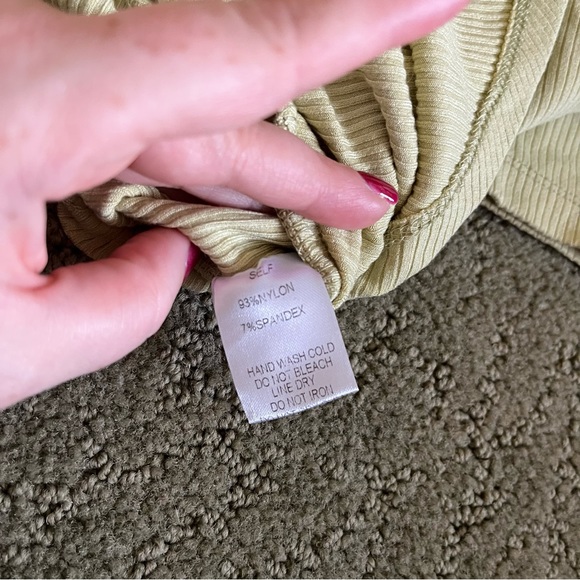 SELF
93%NYLON
7%SPANDEX
HAND WASH COLD
DO NOT BLEACH
LINE DRY
DO NOT IRON